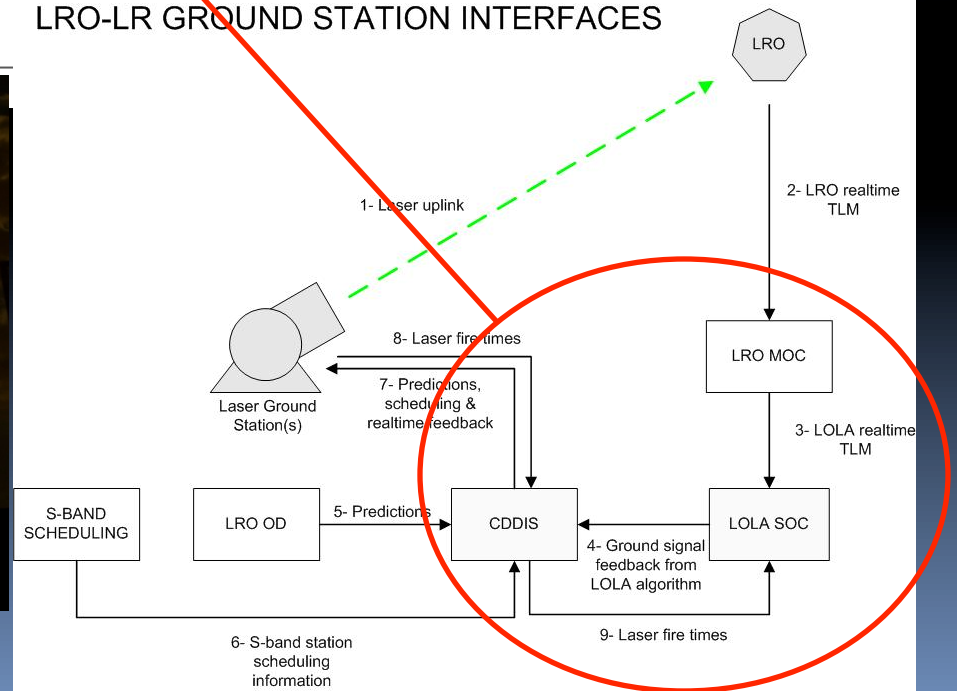 LRO-LR GROUND STATION INTERFACES
LRO
1- Laser uplink
2- LRO realtime
TLM
8- Laser fire times
LRO MOC
7- Predictions,
scheduling &
realtime feedback
Laser Ground
Station(s)
3- LOLA realtime
TLM
S-BAND
SCHEDULING
LRO OD
5- Predictions
CDDIS
LOLA SOC
4- Ground signal
feedback from
LOLA algorithm
9- Laser fire times
6- S-band station
scheduling
information